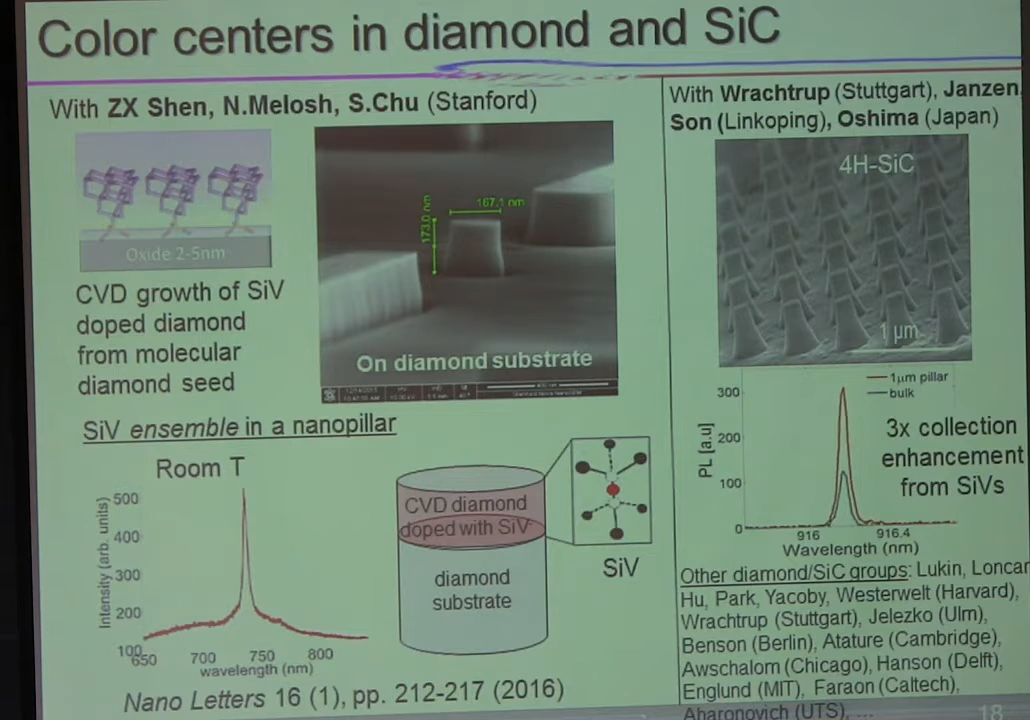 Color centers in diamond and SiC
With ZX Shen, N.Melosh, S.Chu (Stanford)
Oxide 2-5nm
CVD growth of SiV
doped diamond
from molecular
diamond seed
167.1 nm
173.0 nm
On diamond substrate
SiV ensemble in a nanopillar
Room T
Intensity (arb. units)
500
400
300
200
100
650
700
750
800
wavelength (nm)
CVD diamond
doped with SiV
diamond
substrate
SiV
Nano Letters 16 (1), pp. 212-217 (2016)
With Wrachtrup (Stuttgart), Janzen,
Son (Linkoping), Oshima (Japan)
4H-SiC
1 µm
PL [a.u]
300
200
100
0
1µm pillar
bulk
916
916.4
Wavelength (nm)
3x collection
enhancement
from SiVs
Other diamond/SiC groups: Lukin, Loncar
Hu, Park, Yacoby, Westerwelt (Harvard),
Wrachtrup (Stuttgart), Jelezko (Ulm),
Benson (Berlin), Atature (Cambridge),
Awschalom (Chicago), Hanson (Delft),
Englund (MIT), Faraon (Caltech),
Aharonovich (UTS), ....
18